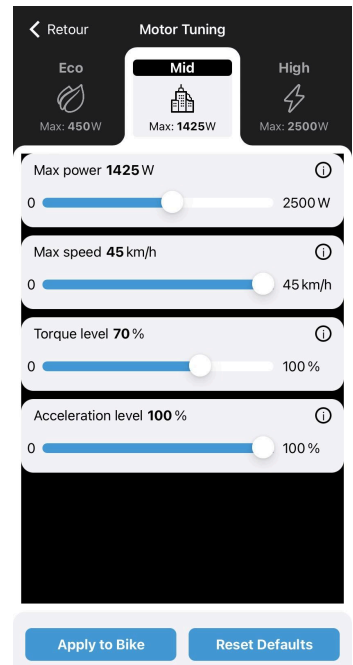 Retour Motor Tuning
Eco Mid High
Max: 450W Max: 1425W Max: 2500W
Max power 1425 W
0 2500 W
Max speed 45 km/h
0 45 km/h
Torque level 70 %
0 100 %
Acceleration level 100 %
0 100 %
Apply to Bike Reset Defaults